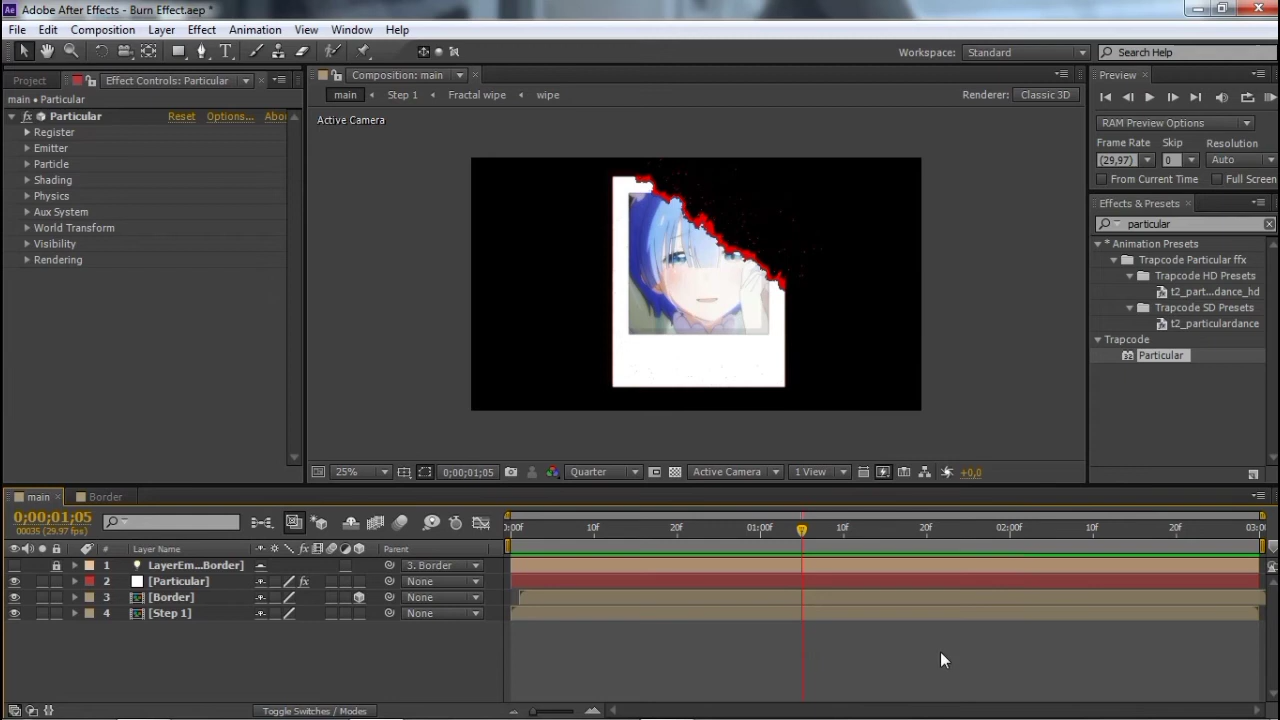 Adobe After Effects - Burn Effect.aep *
File Edit Composition Layer Effect Animation View Window Help
Workspace: Standard Search Help
Project Effect Controls: Particular
Composition: main
Preview
main • Particular
main Step 1 Fractal wipe wipe
Renderer: Classic 3D
fx Particular Reset Options... Abo
Active Camera
RAM Preview Options
Register
Emitter
Frame Rate Skip Resolution
Particle
(29,97) 0 Auto
Shading
From Current Time Full Screen
Physics
Effects & Presets
Aux System
particular
World Transform
* Animation Presets
Visibility
Trapcode Particular ffx
Rendering
Trapcode HD Presets
t2_part...dance_hd
Trapcode SD Presets
t2_particulardance
Trapcode
Particular
25% 0;00;01;05 Quarter Active Camera 1 View +0,0
main Border
0;00;01;05
00035 (29.97 fps)
0:00f 10f 20f 01:00f 10f 20f 02:00f 10f 20f 03:0
# Layer Name Parent
1 LayerEm...Border] 3. Border
2 [Particular] fx None
3 [Border] None
4 [Step 1] None
Toggle Switches / Modes